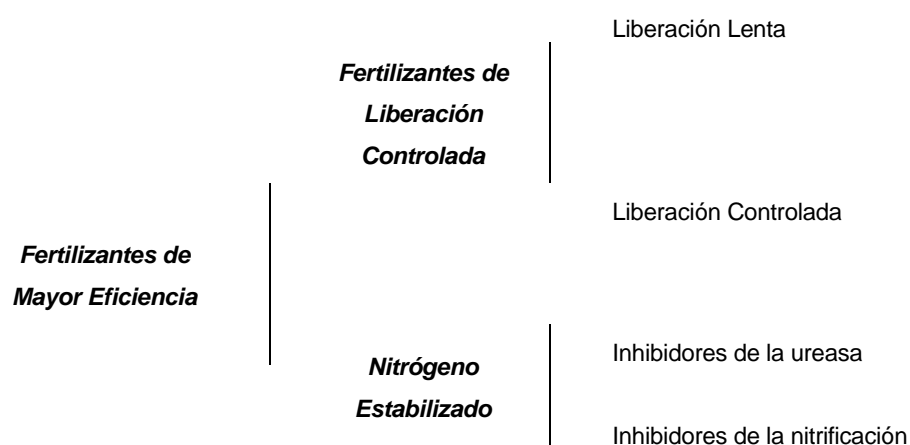 Liberación Lenta
Fertilizantes de
Liberación
Controlada
Liberación Controlada
Fertilizantes de
Mayor Eficiencia
Inhibidores de la ureasa
Nitrógeno
Estabilizado
Inhibidores de la nitrificación